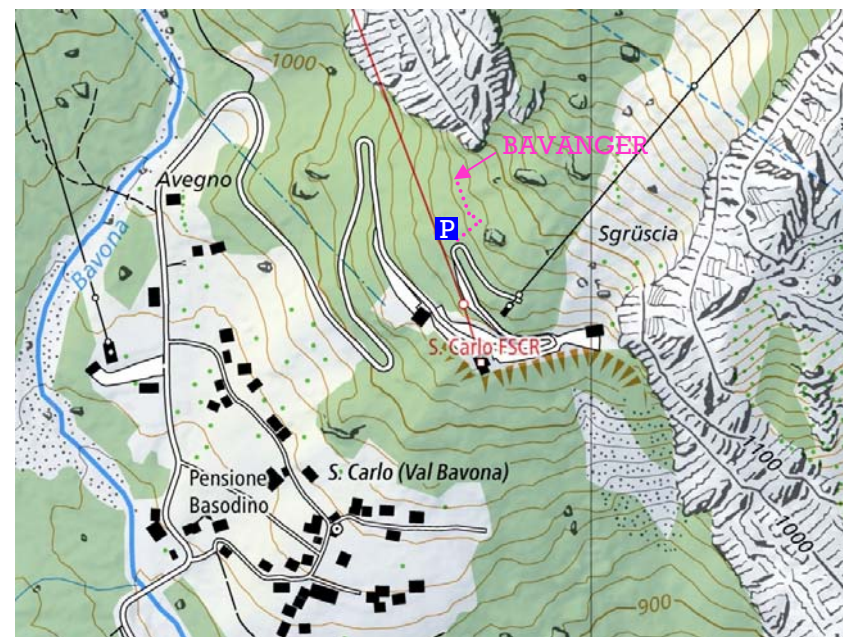 1000
BAVANGER
Avegno
P
Sgrüscia
Bavona
S. Carlo FSCR
1100
Pensione
Basodino
S. Carlo (Val Bavona)
1000
900